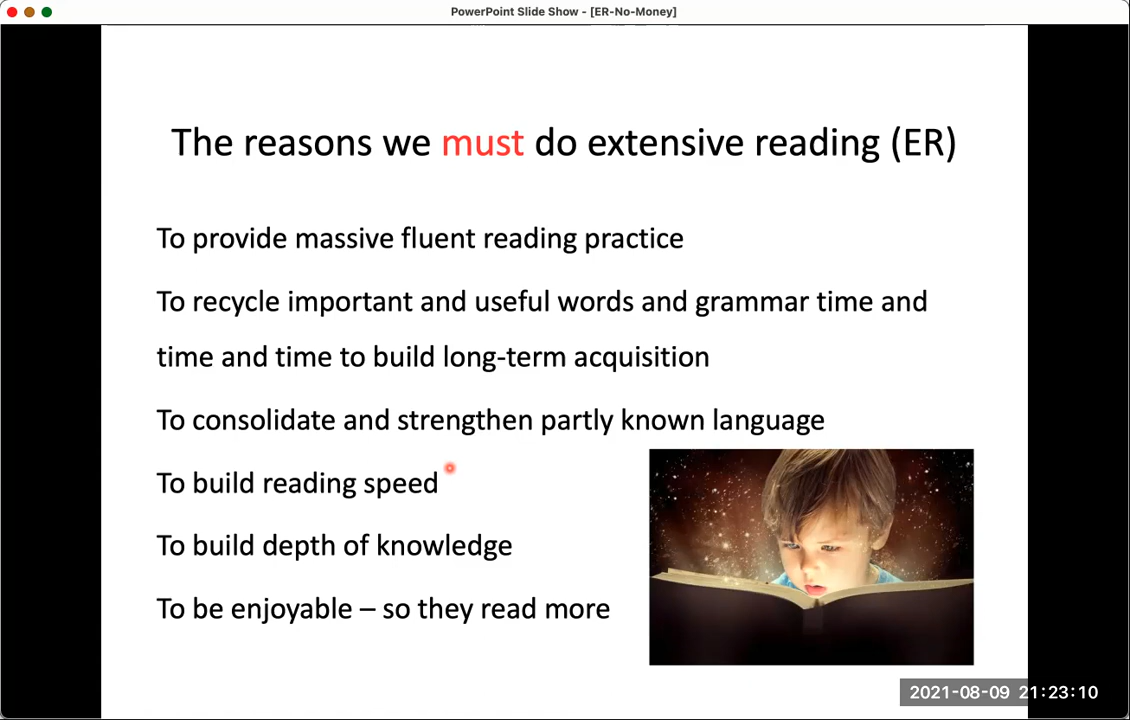 PowerPoint Slide Show - [ER-No-Money]
The reasons we must do extensive reading (ER)
To provide massive fluent reading practice
To recycle important and useful words and grammar time and
time and time to build long-term acquisition
To consolidate and strengthen partly known language
To build reading speed
To build depth of knowledge
To be enjoyable – so they read more
2021-08-09 21:23:10